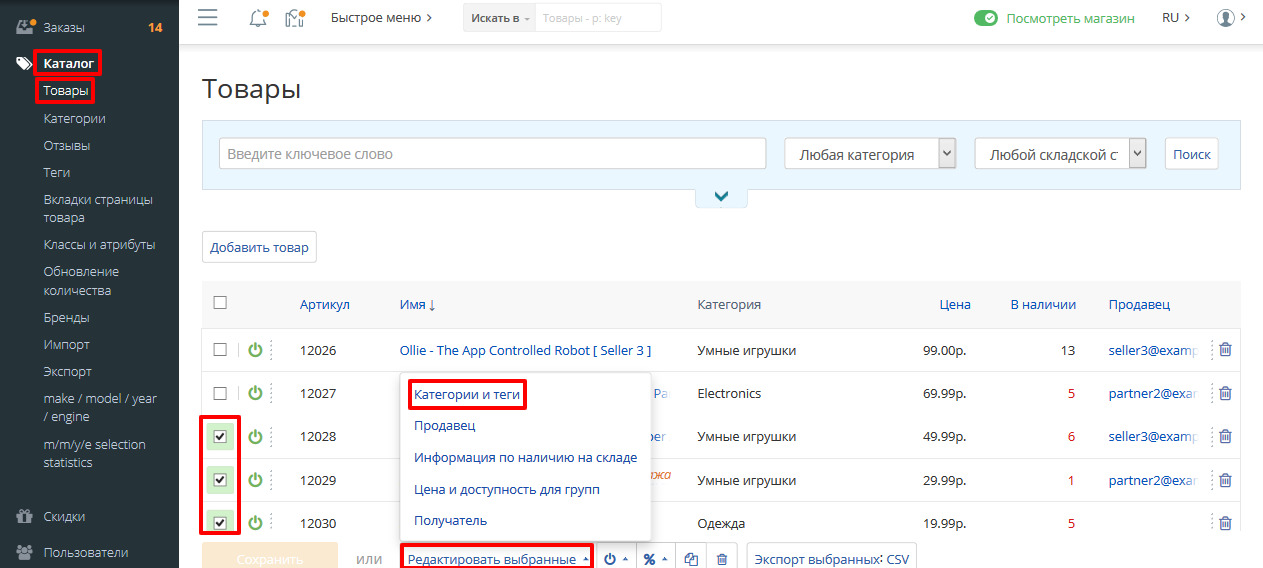 Заказы 14
Каталог
Товары
Категории
Отзывы
Теги
Вкладки страницы
товара
Классы и атрибуты
Обновление
количества
Бренды
Импорт
Экспорт
make / model / year
/ engine
m/m/y/e selection
statistics
Скидки
Пользователи
Быстрое меню
Искать в
Товары - p: key
Посмотреть магазин
RU
Товары
Введите ключевое слово
Любая категория
Любой складской ст
Поиск
Добавить товар
Артикул Имя ↓ Категория Цена В наличии Продавец
12026 Ollie - The App Controlled Robot [ Seller 3 ] Умные игрушки 99.00р. 13 seller3@examp
12027 Pa Electronics 69.99р. 5 partner2@exar
12028 per Умные игрушки 49.99р. 6 seller3@examp
12029 жа Умные игрушки 29.99р. 1 partner2@exar
12030 Одежда 19.99р. 5
Категории и теги
Продавец
Информация по наличию на складе
Цена и доступность для групп
Получатель
Сохранить или Редактировать выбранные % Экспорт выбранных: CSV